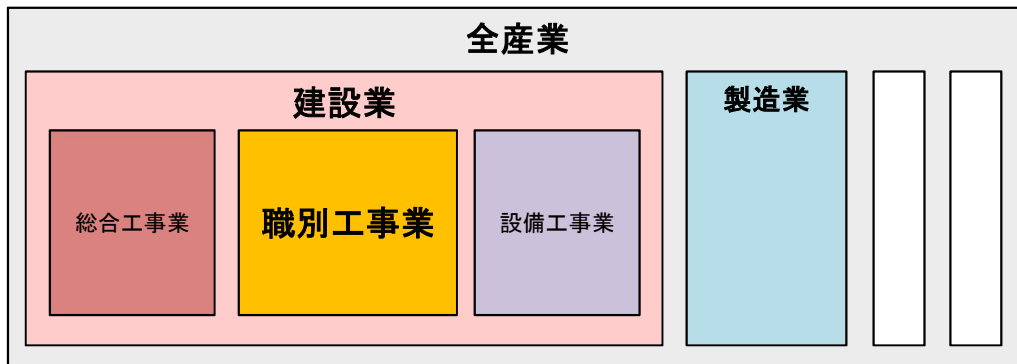 全産業
建設業
製造業
総合工事業
職別工事業
設備工事業